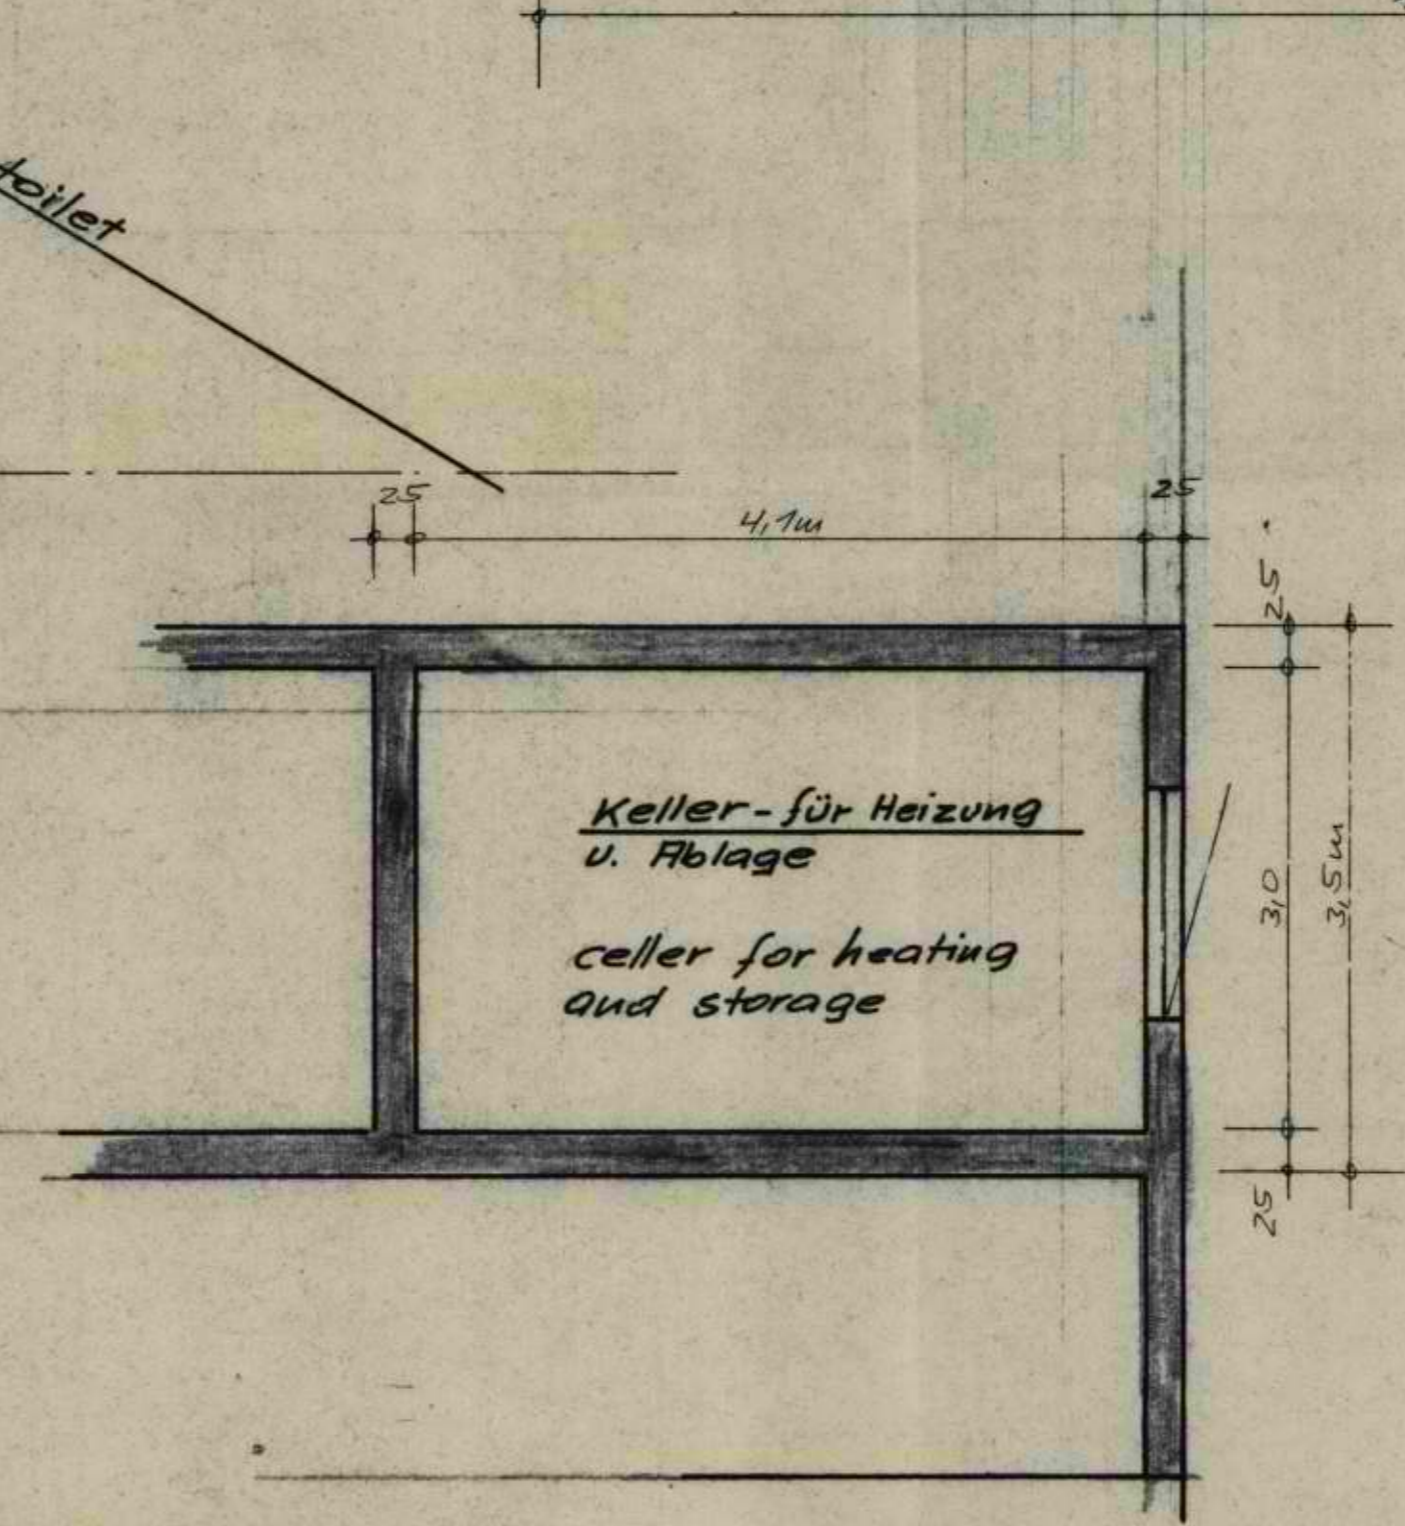 toilet
25
4,1m
25
25
Keller-für Heizung
u. Ablage
celler for heating
and storage
3,0
3,5m
25